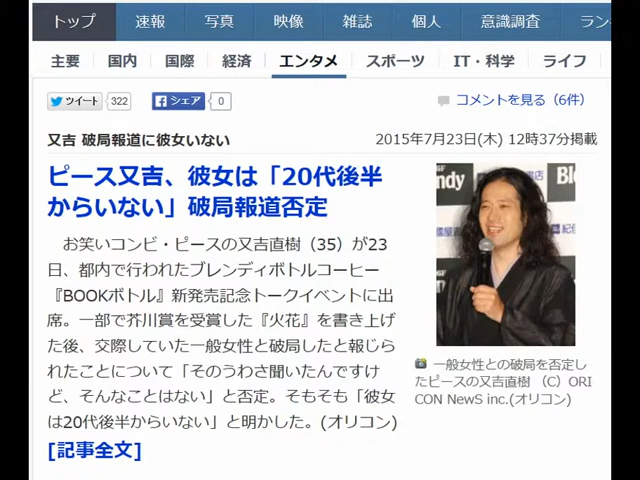 トップ 速報 写真 映像 雑誌 個人 意識調査 ラン
主要 国内 国際 経済 エンタメ スポーツ IT・科学 ライフ
ツイート 322 シェア 0 コメントを見る（6件）
又吉 破局報道に彼女いない 2015年7月23日(木) 12時37分掲載
ピース又吉、彼女は「20代後半
からいない」破局報道否定
お笑いコンビ・ピースの又吉直樹（35）が23
日、都内で行われたブレンディボトルコーヒー
『BOOKボトル』新発売記念トークイベントに出
席。一部で芥川賞を受賞した『火花』を書き上げ
た後、交際していた一般女性と破局したと報じら
れたことについて「そのうわさ聞いたんですけ
ど、そんなことはない」と否定。そもそも「彼女
は20代後半からいない」と明かした。(オリコン)
[記事全文]
一般女性との破局を否定し
たピースの又吉直樹 （C）ORI
CON NewS inc.(オリコン)